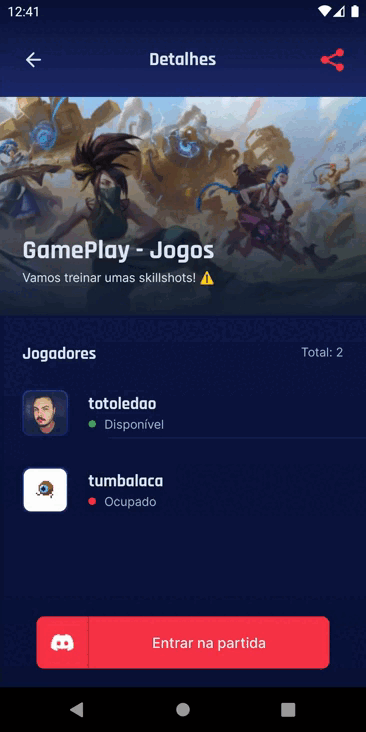 12:41
Detalhes
GamePlay - Jogos
Vamos treinar umas skillshots! ⚠️
Jogadores
Total: 2
totoledao
Disponível
tumbalaca
Ocupado
Entrar na partida